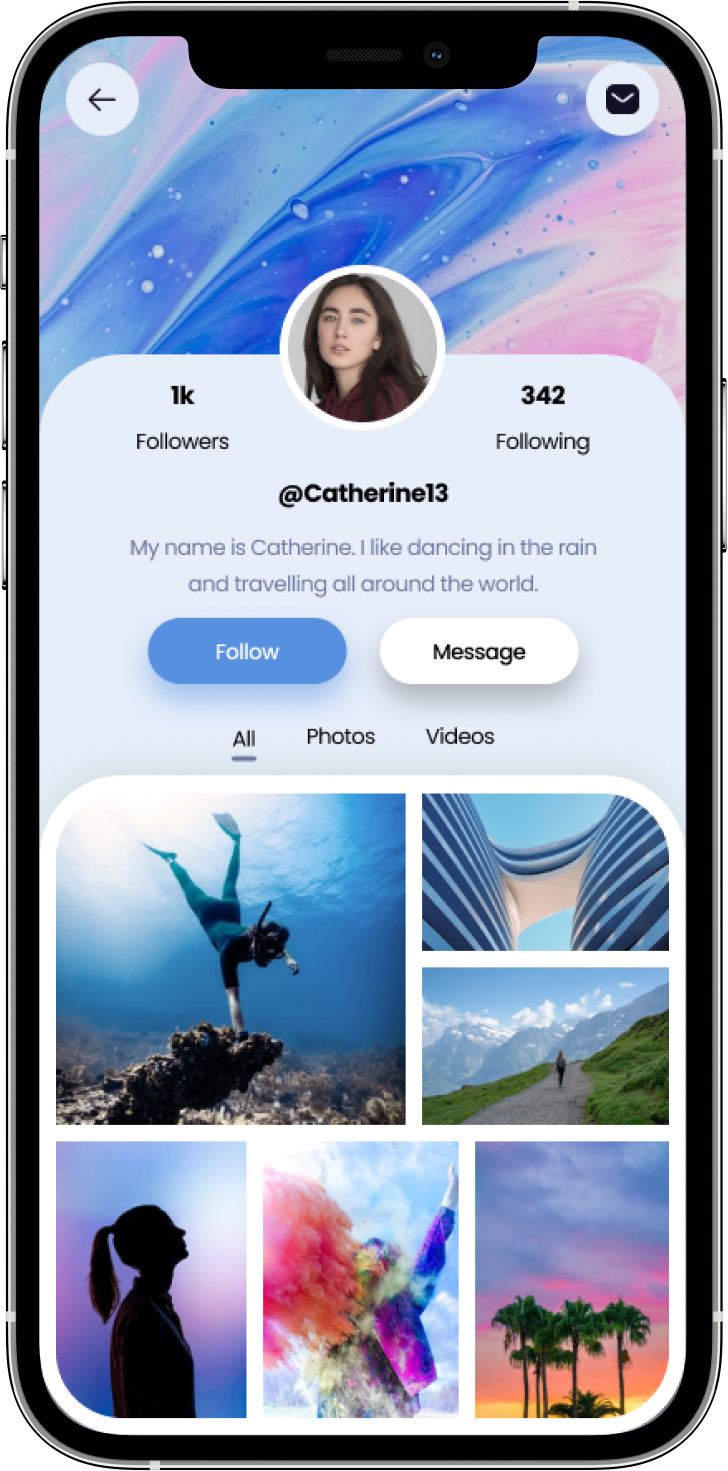 1k
342
Followers
Following
@Catherine13
My name is Catherine. I like dancing in the rain
and travelling all around the world.
Follow
Message
All
Photos
Videos